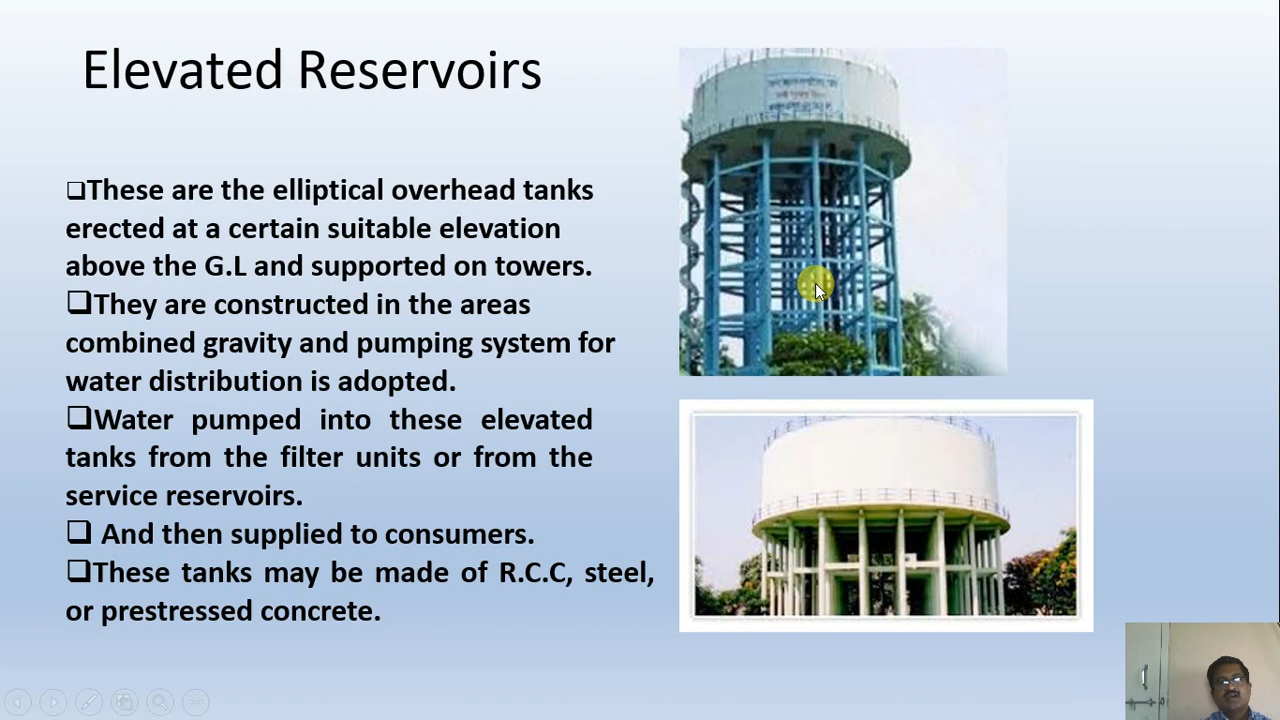 Elevated Reservoirs
❑These are the elliptical overhead tanks
erected at a certain suitable elevation
above the G.L and supported on towers.
❑They are constructed in the areas
combined gravity and pumping system for
water distribution is adopted.
❑Water pumped into these elevated
tanks from the filter units or from the
service reservoirs.
❑ And then supplied to consumers.
❑These tanks may be made of R.C.C, steel,
or prestressed concrete.